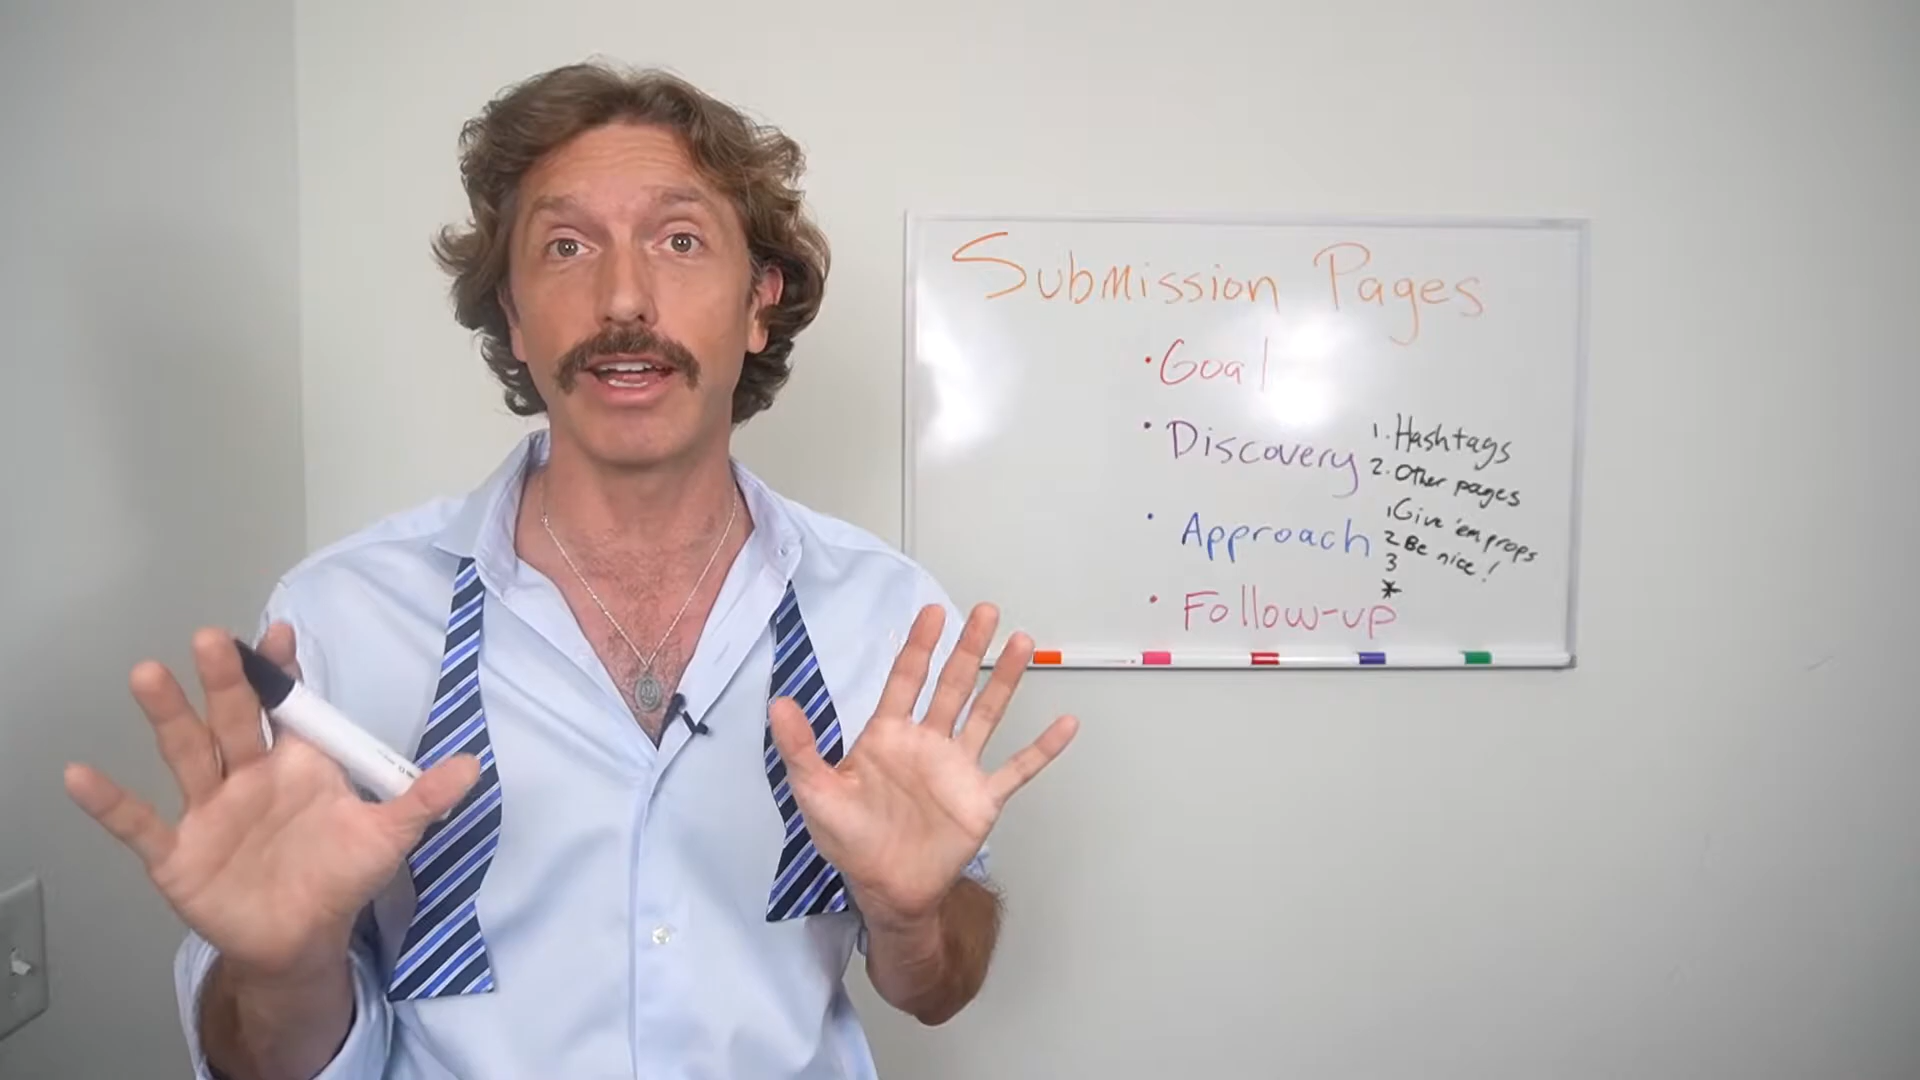 Submission Pages
• Goal
• Discovery
1. Hashtags
2. Other pages
• Approach
1 Give 'em props
2 Be nice!
3
*
• Follow-up